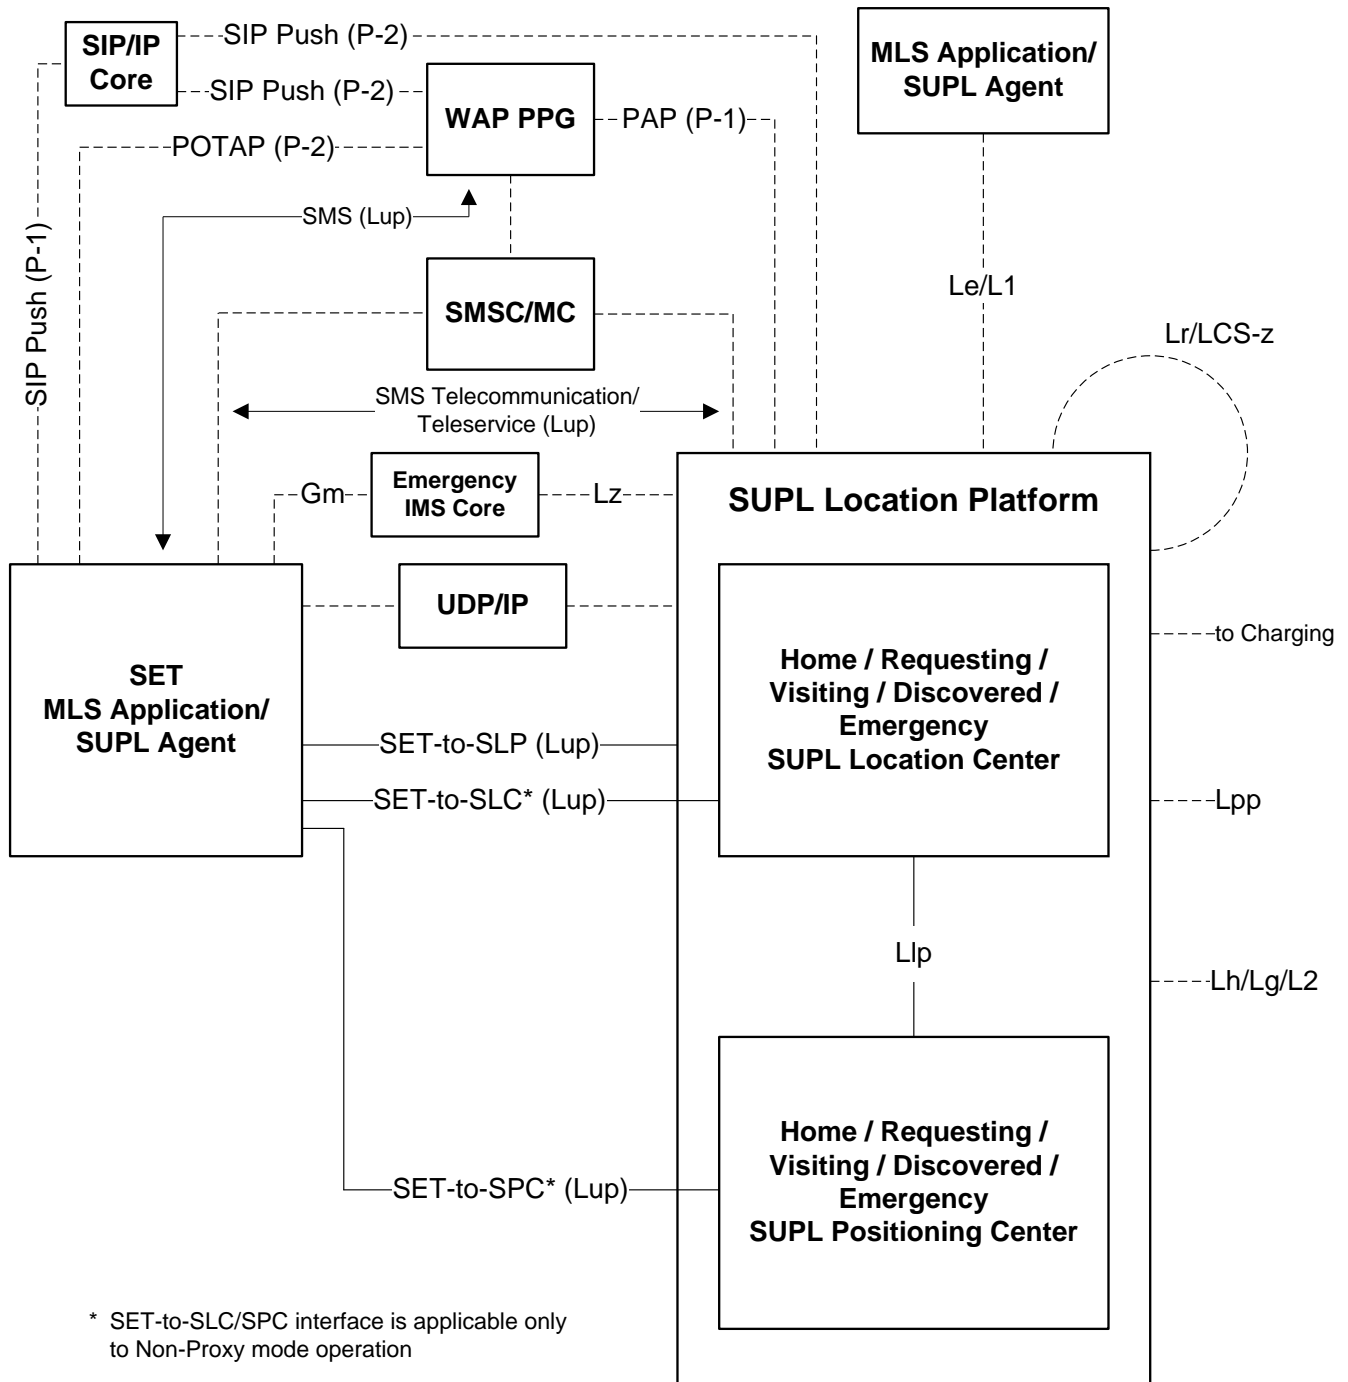 SIP/IP
Core
SIP Push (P-2)
SIP Push (P-2)
WAP PPG
PAP (P-1)
MLS Application/
SUPL Agent
POTAP (P-2)
SMS (Lup)
SIP Push (P-1)
SMSC/MC
Le/L1
Lr/LCS-z
SMS Telecommunication/
Teleservice (Lup)
Gm
Emergency
IMS Core
Lz
SUPL Location Platform
UDP/IP
to Charging
SET
MLS Application/
SUPL Agent
Home / Requesting /
Visiting / Discovered /
Emergency
SUPL Location Center
SET-to-SLP (Lup)
SET-to-SLC* (Lup)
Lpp
Llp
Lh/Lg/L2
Home / Requesting /
Visiting / Discovered /
Emergency
SUPL Positioning Center
SET-to-SPC* (Lup)
* SET-to-SLC/SPC interface is applicable only
to Non-Proxy mode operation